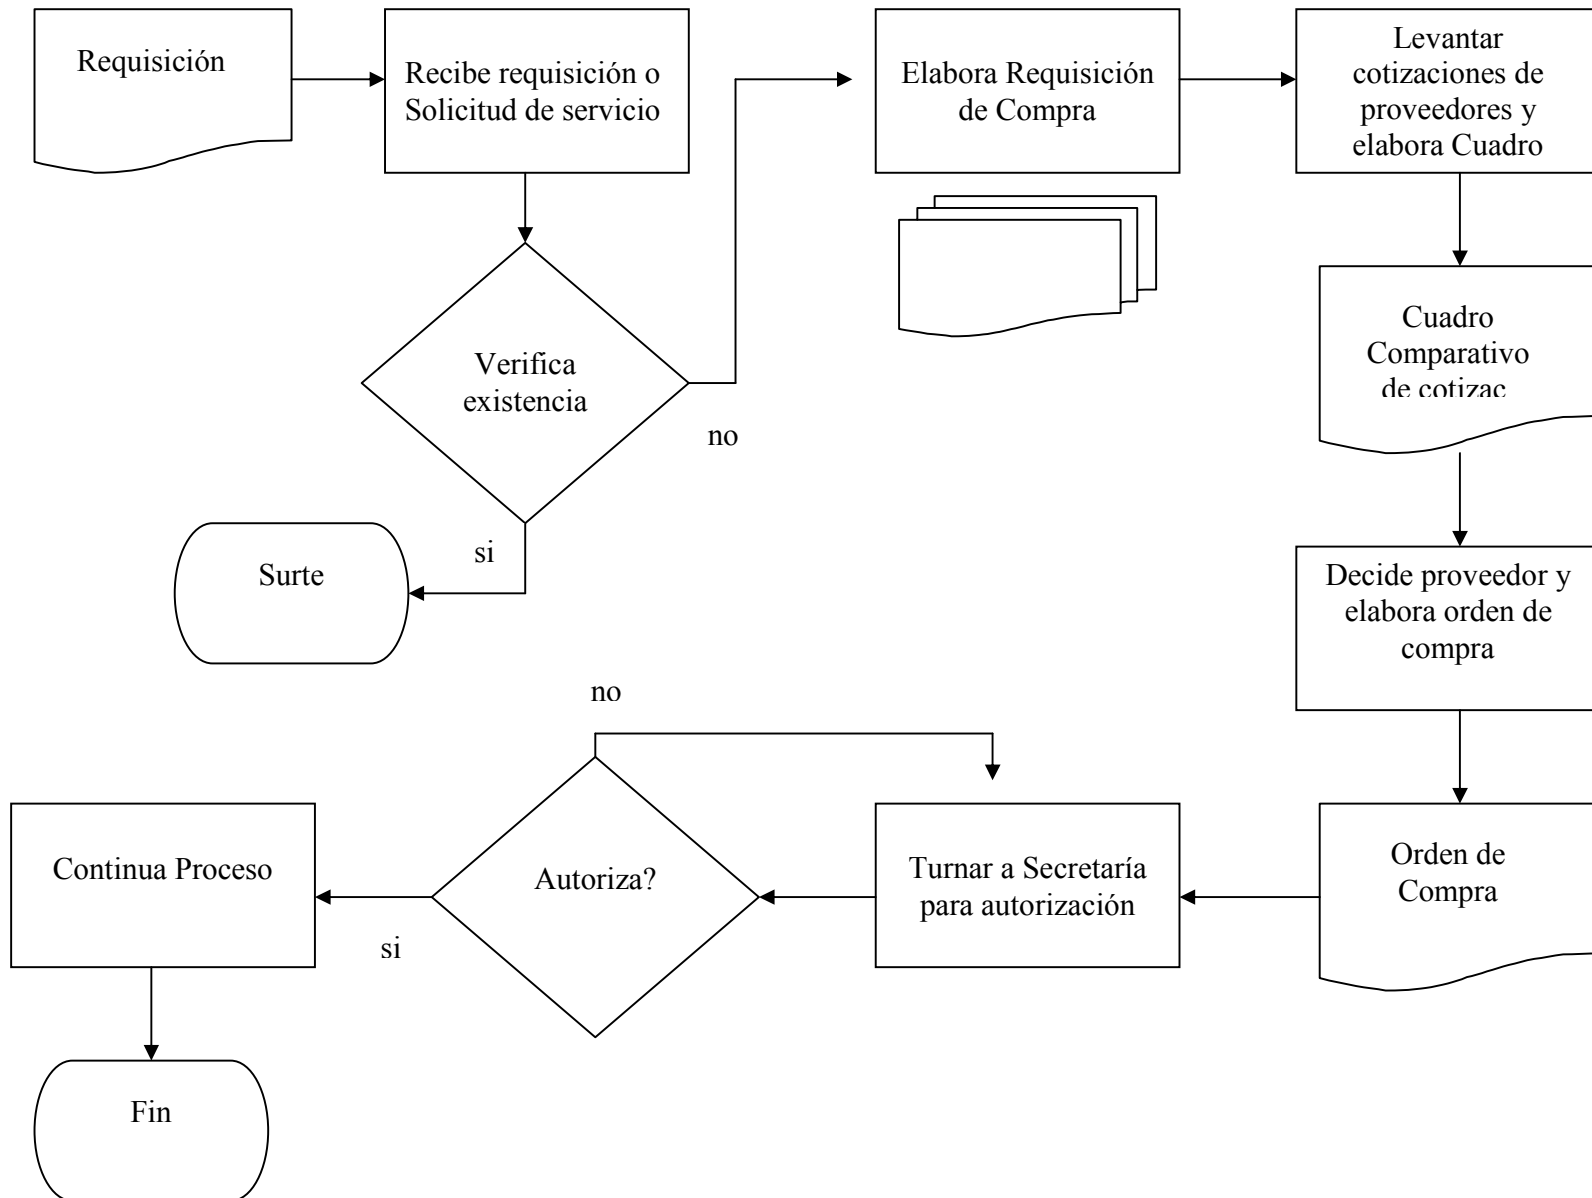 Requisición
Recibe requisición o
Solicitud de servicio
Elabora Requisición
de Compra
Levantar
cotizaciones de
proveedores y
elabora Cuadro
Verifica
existencia
no
si
Surte
Cuadro
Comparativo
de cotizac
Decide proveedor y
elabora orden de
compra
Orden de
Compra
Turnar a Secretaría
para autorización
no
Autoriza?
si
Continua Proceso
Fin